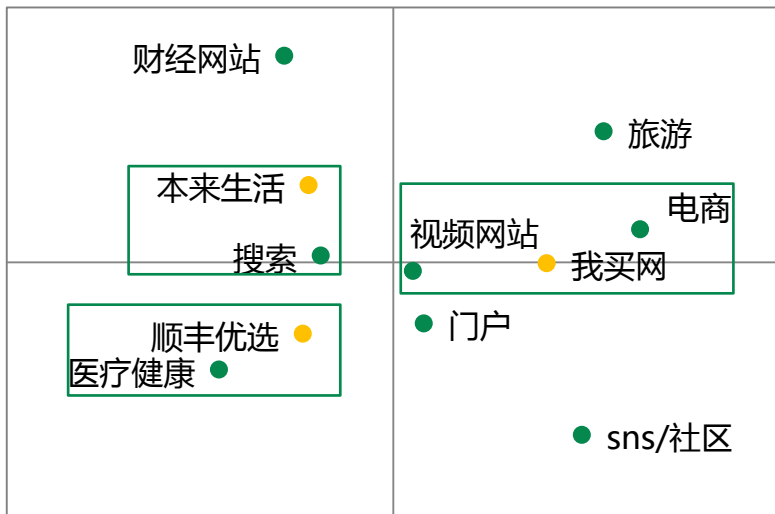 财经网站
旅游
本来生活
电商
视频网站
搜索
我买网
门户
顺丰优选
医疗健康
sns/社区